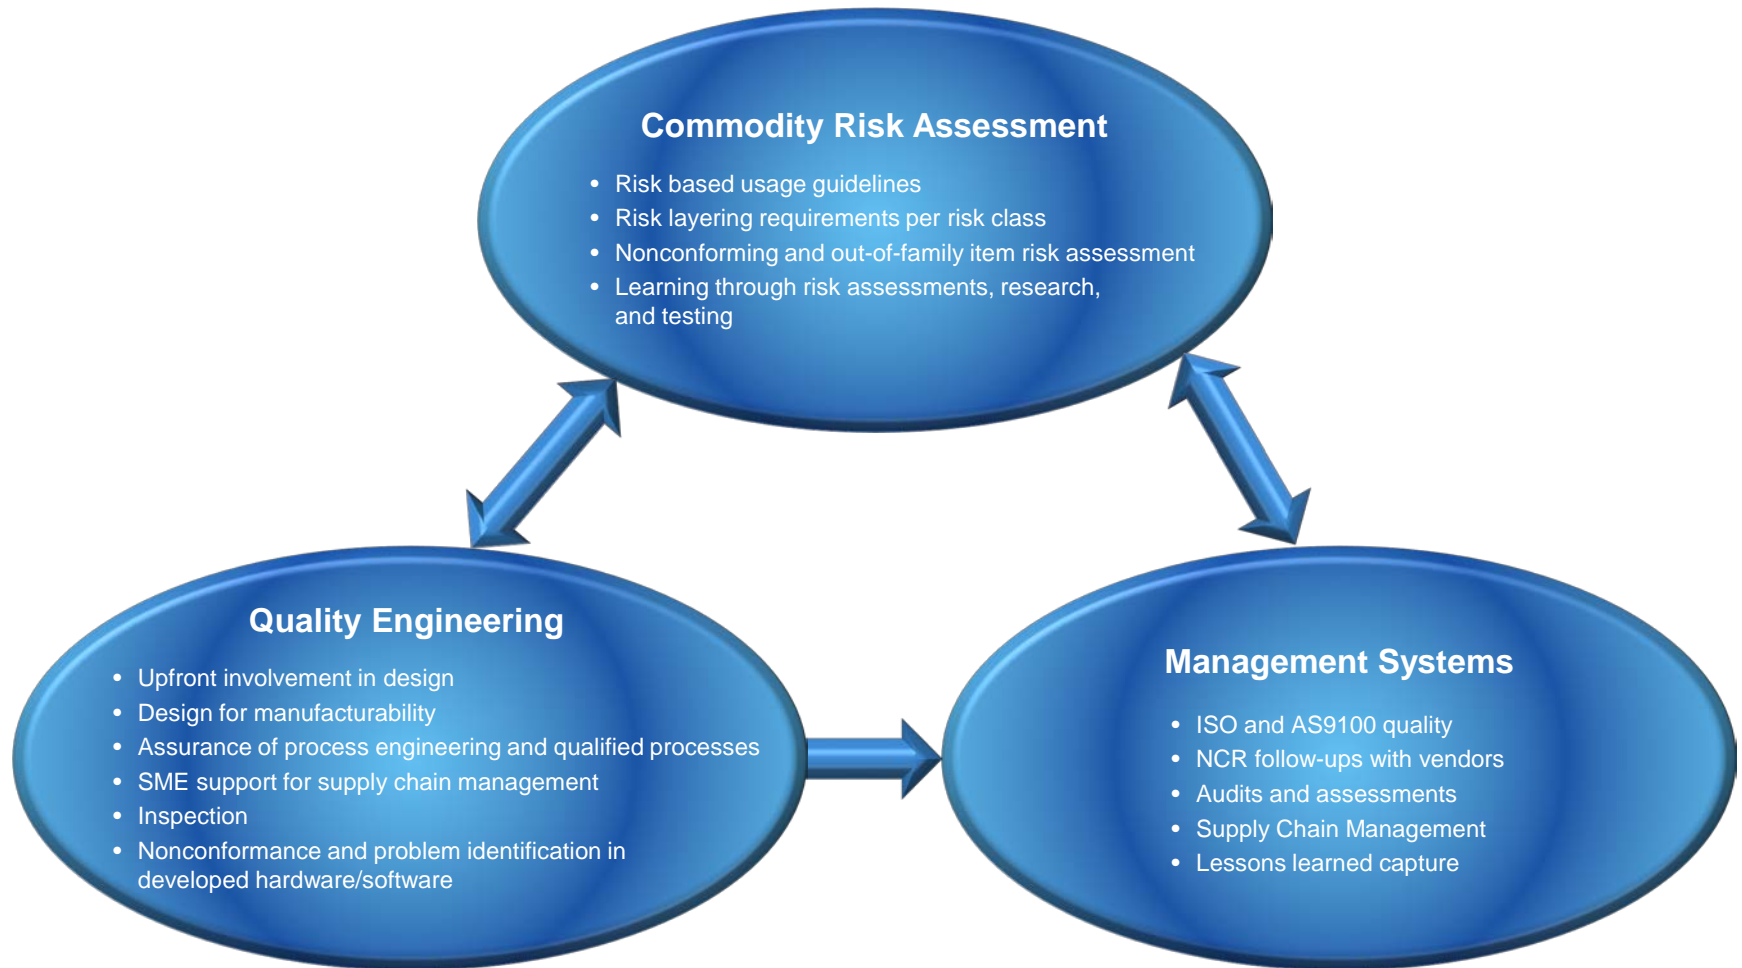 Commodity Risk Assessment
• Risk based usage guidelines
• Risk layering requirements per risk class
• Nonconforming and out-of-family item risk assessment
• Learning through risk assessments, research,
and testing
Quality Engineering
• Upfront involvement in design
• Design for manufacturability
• Assurance of process engineering and qualified processes
• SME support for supply chain management
• Inspection
• Nonconformance and problem identification in
developed hardware/software
Management Systems
• ISO and AS9100 quality
• NCR follow-ups with vendors
• Audits and assessments
• Supply Chain Management
• Lessons learned capture